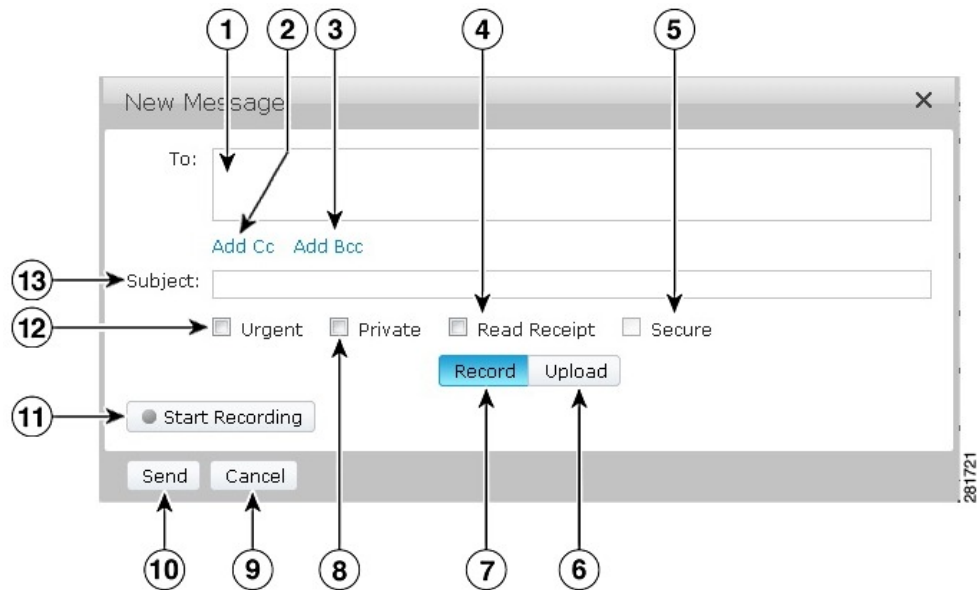 1 2 3 4 5
New Message ×
To:
Add Cc Add Bcc
13 Subject:
12 Urgent Private Read Receipt Secure
Record Upload
11 Start Recording
Send Cancel
281721
10 9 8 7 6